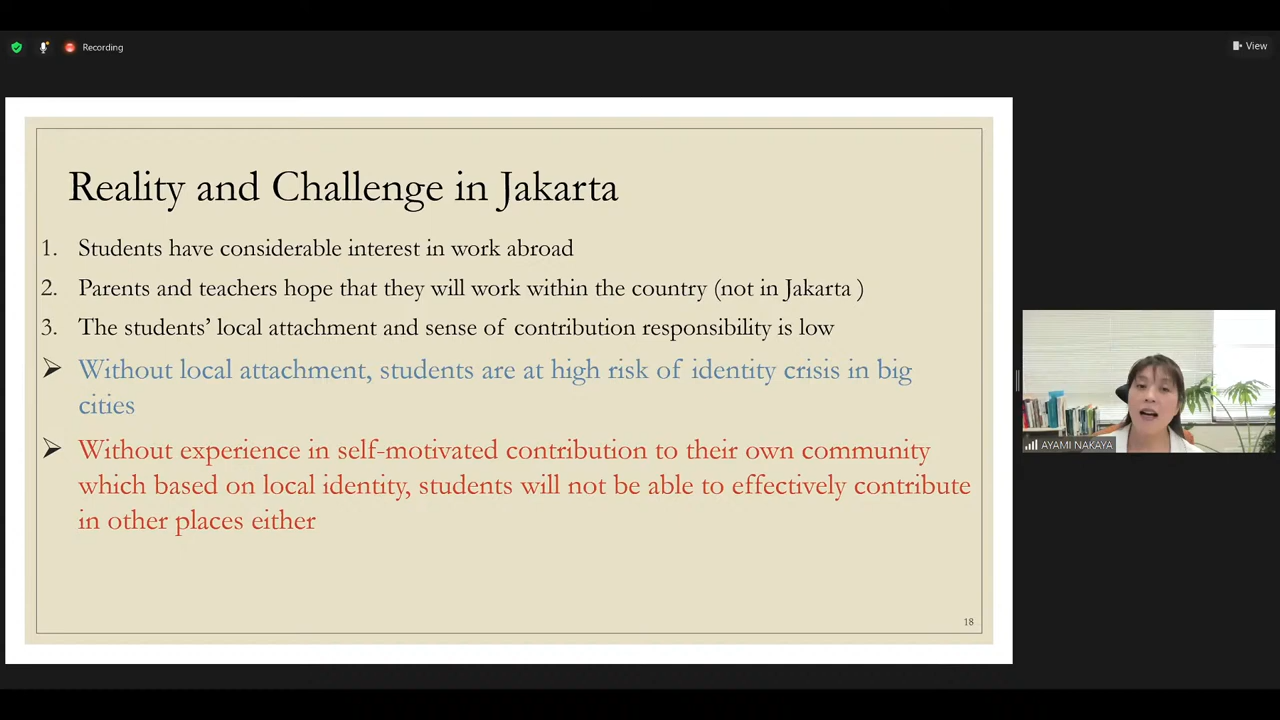 Recording
View
Reality and Challenge in Jakarta
1. Students have considerable interest in work abroad
2. Parents and teachers hope that they will work within the country (not in Jakarta )
3. The students' local attachment and sense of contribution responsibility is low
➢ Without local attachment, students are at high risk of identity crisis in big
cities
➢ Without experience in self-motivated contribution to their own community
which based on local identity, students will not be able to effectively contribute
in other places either
18
AYAMI NAKAYA